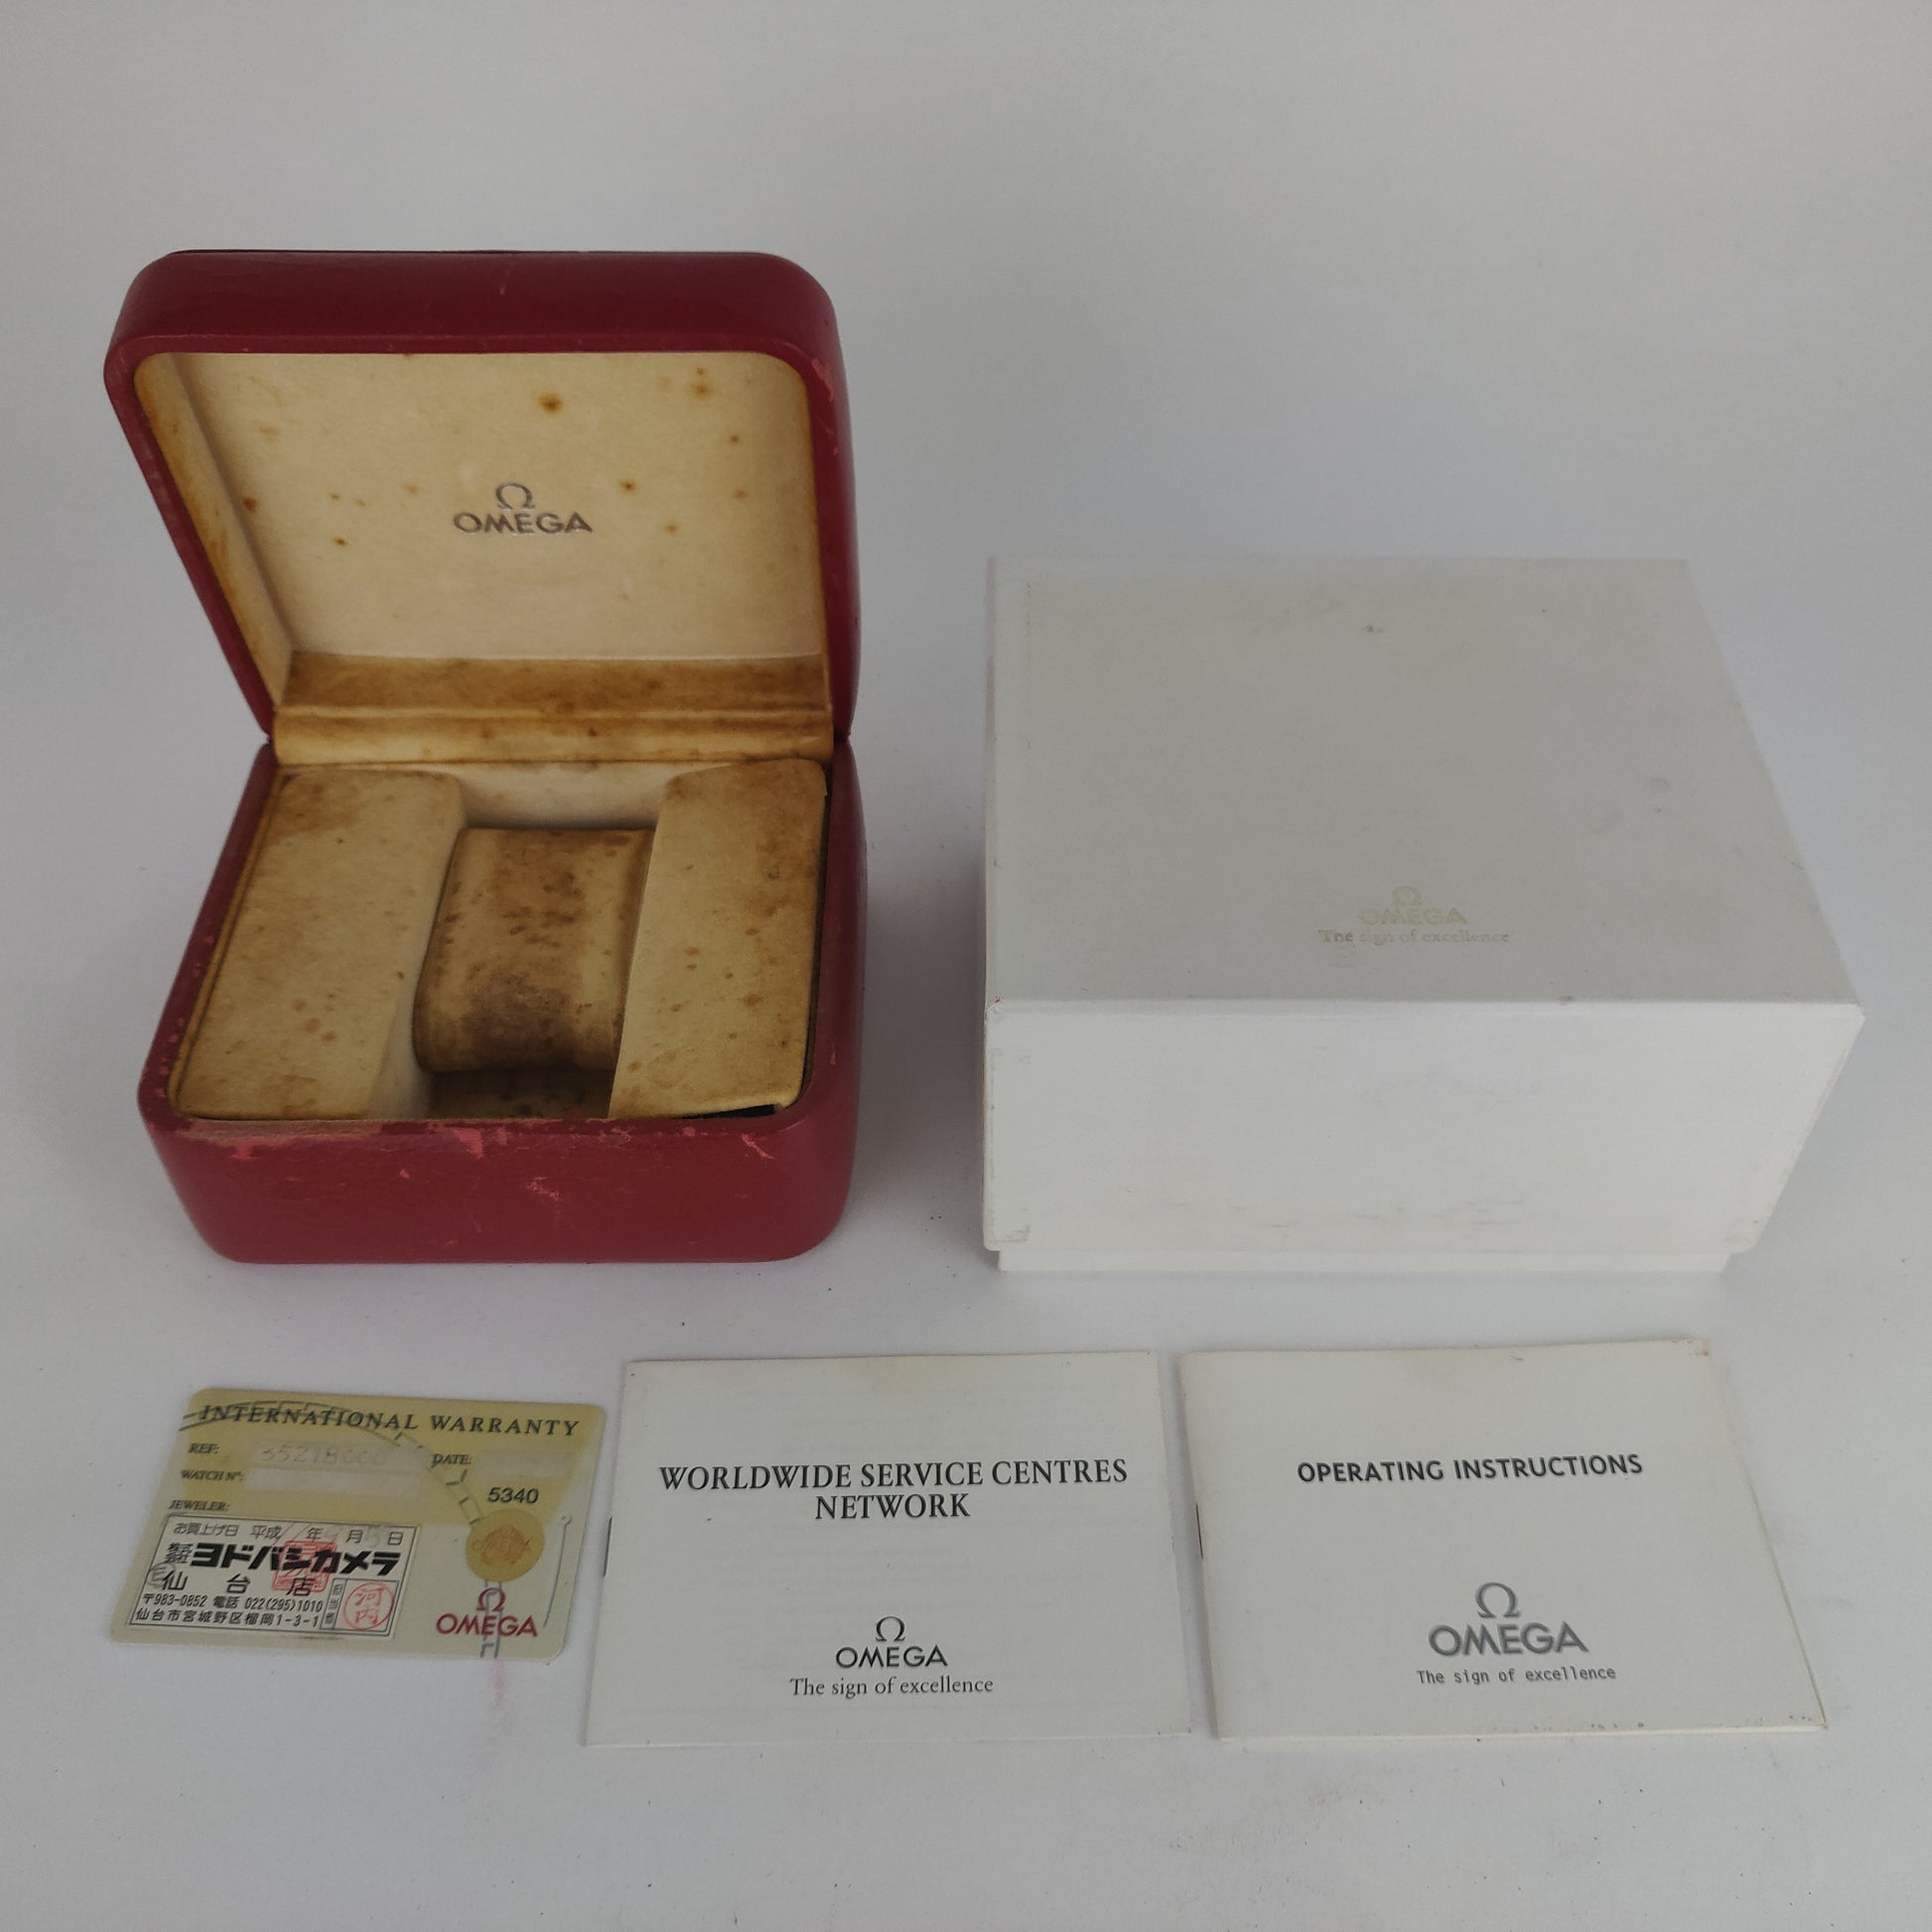 Ω
OMEGA
Ω
OMEGA
The sign of excellence
INTERNATIONAL WARRANTY
REF:
DATE:
WATCH Nº:
5340
JEWELER:
お買上げ日 平成 年 月 日
ヨドバシカメラ
仙台店
〒983-0852 電話 022(295)1010
仙台市宮城野区榴岡1-3-1
河内
Ω
OMEGA
WORLDWIDE SERVICE CENTRES
NETWORK
Ω
OMEGA
The sign of excellence
OPERATING INSTRUCTIONS
Ω
OMEGA
The sign of excellence